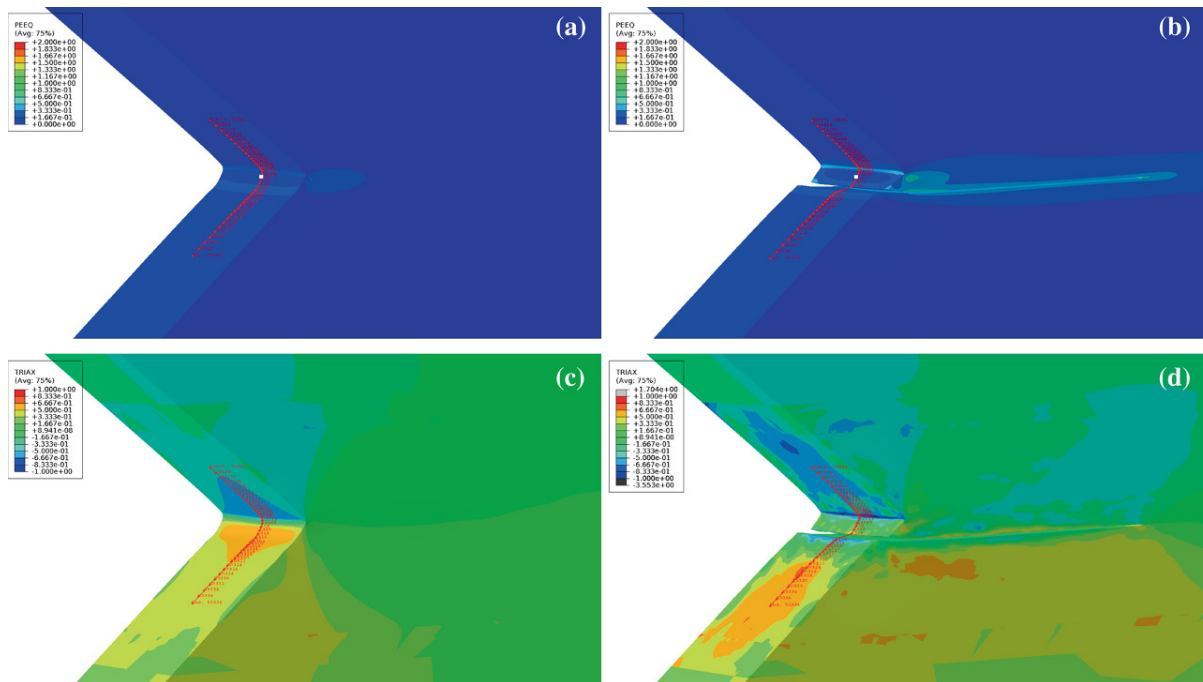 PEEQ
(Avg: 75%)
+2.000e+00
+1.833e+00
+1.667e+00
+1.500e+00
+1.333e+00
+1.167e+00
+1.000e+00
+8.333e-01
+6.667e-01
+5.000e-01
+3.333e-01
+1.667e-01
+0.000e+00
(a)
PEEQ
(Avg: 75%)
+2.000e+00
+1.833e+00
+1.667e+00
+1.500e+00
+1.333e+00
+1.167e+00
+1.000e+00
+8.333e-01
+6.667e-01
+5.000e-01
+3.333e-01
+1.667e-01
+0.000e+00
(b)
TRIAX
(Avg: 75%)
+1.000e+00
+8.333e-01
+6.667e-01
+5.000e-01
+3.333e-01
+1.667e-01
+8.941e-08
-1.667e-01
-3.333e-01
-5.000e-01
-6.667e-01
-8.333e-01
-1.000e+00
(c)
TRIAX
(Avg: 75%)
+1.704e+00
+1.000e+00
+8.333e-01
+6.667e-01
+5.000e-01
+3.333e-01
+1.667e-01
+8.941e-08
-1.667e-01
-3.333e-01
-5.000e-01
-6.667e-01
-8.333e-01
-1.000e+00
-3.553e+00
(d)